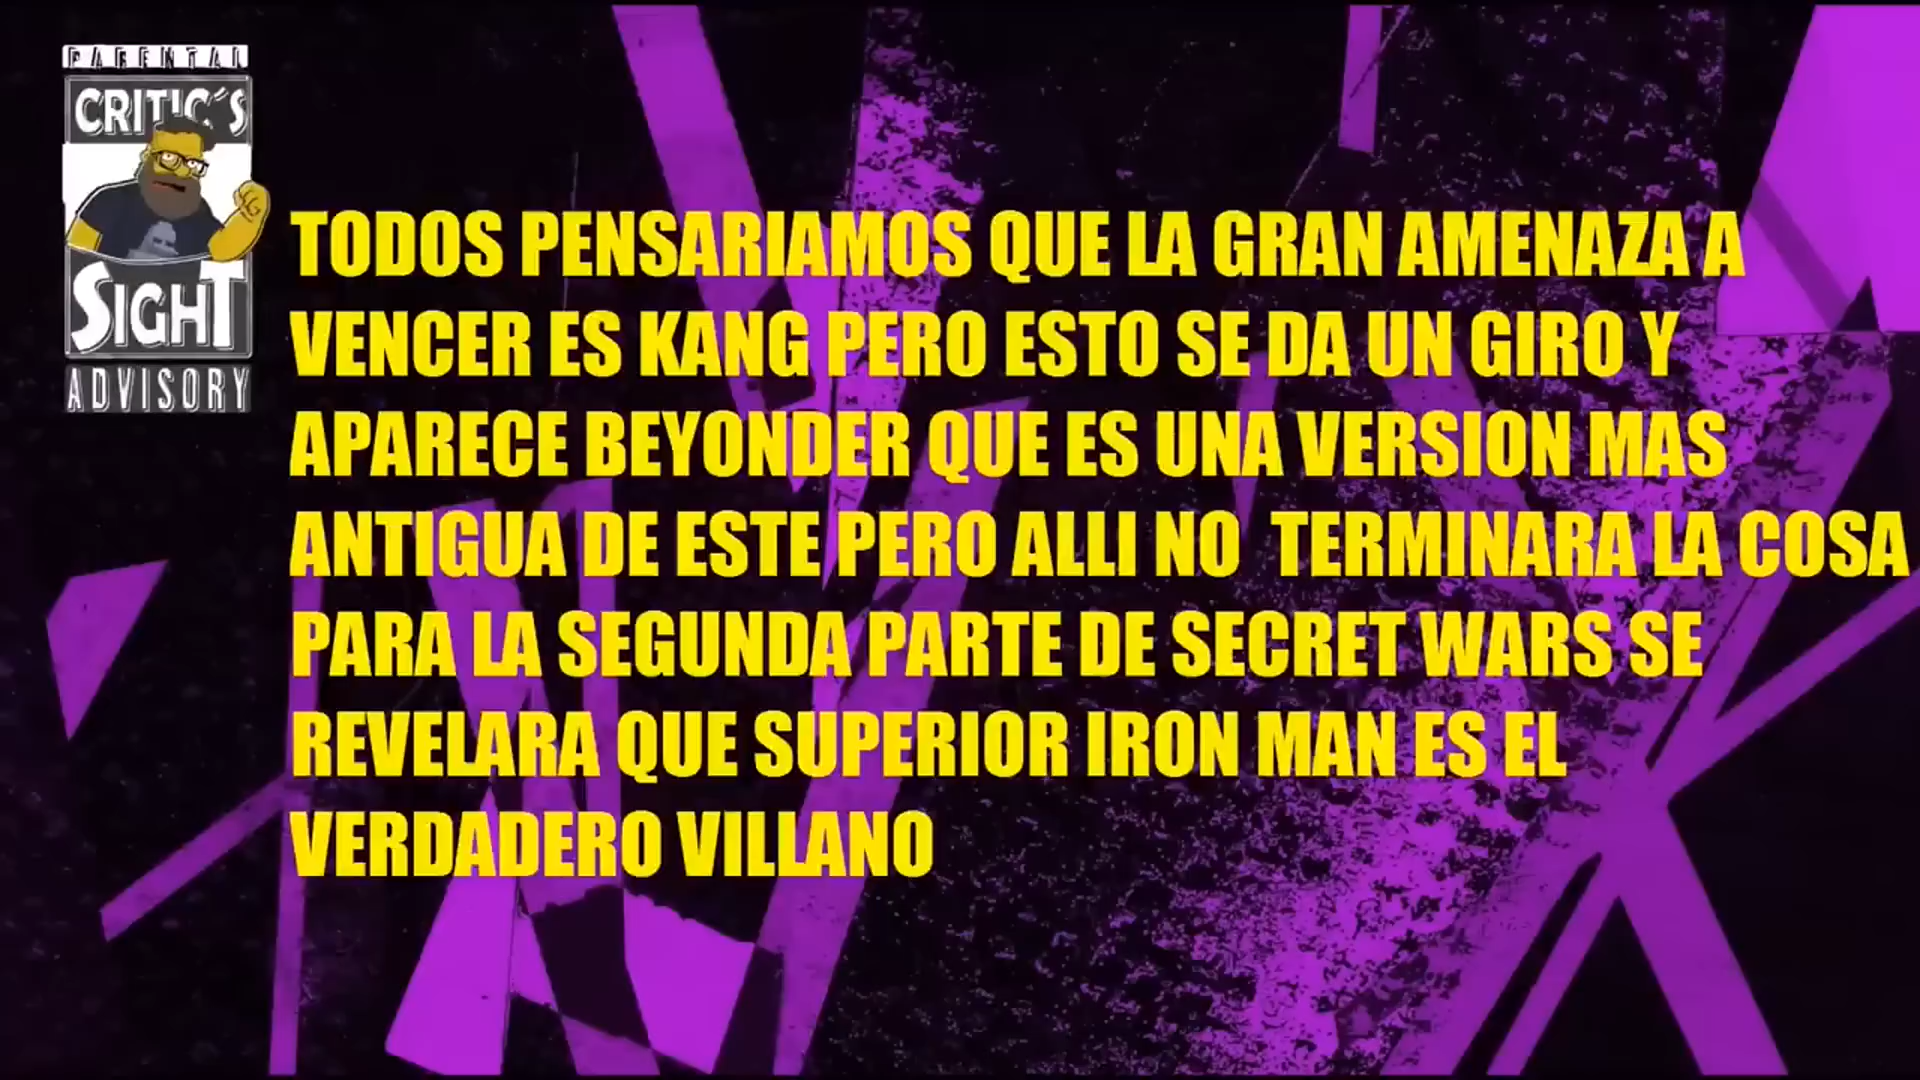 PARENTAL
CRITIC´S
SIGHT
ADVISORY
TODOS PENSARIAMOS QUE LA GRAN AMENAZA A
VENCER ES KANG PERO ESTO SE DA UN GIRO Y
APARECE BEYONDER QUE ES UNA VERSION MAS
ANTIGUA DE ESTE PERO ALLI NO TERMINARA LA COSA
PARA LA SEGUNDA PARTE DE SECRET WARS SE
REVELARA QUE SUPERIOR IRON MAN ES EL
VERDADERO VILLANO